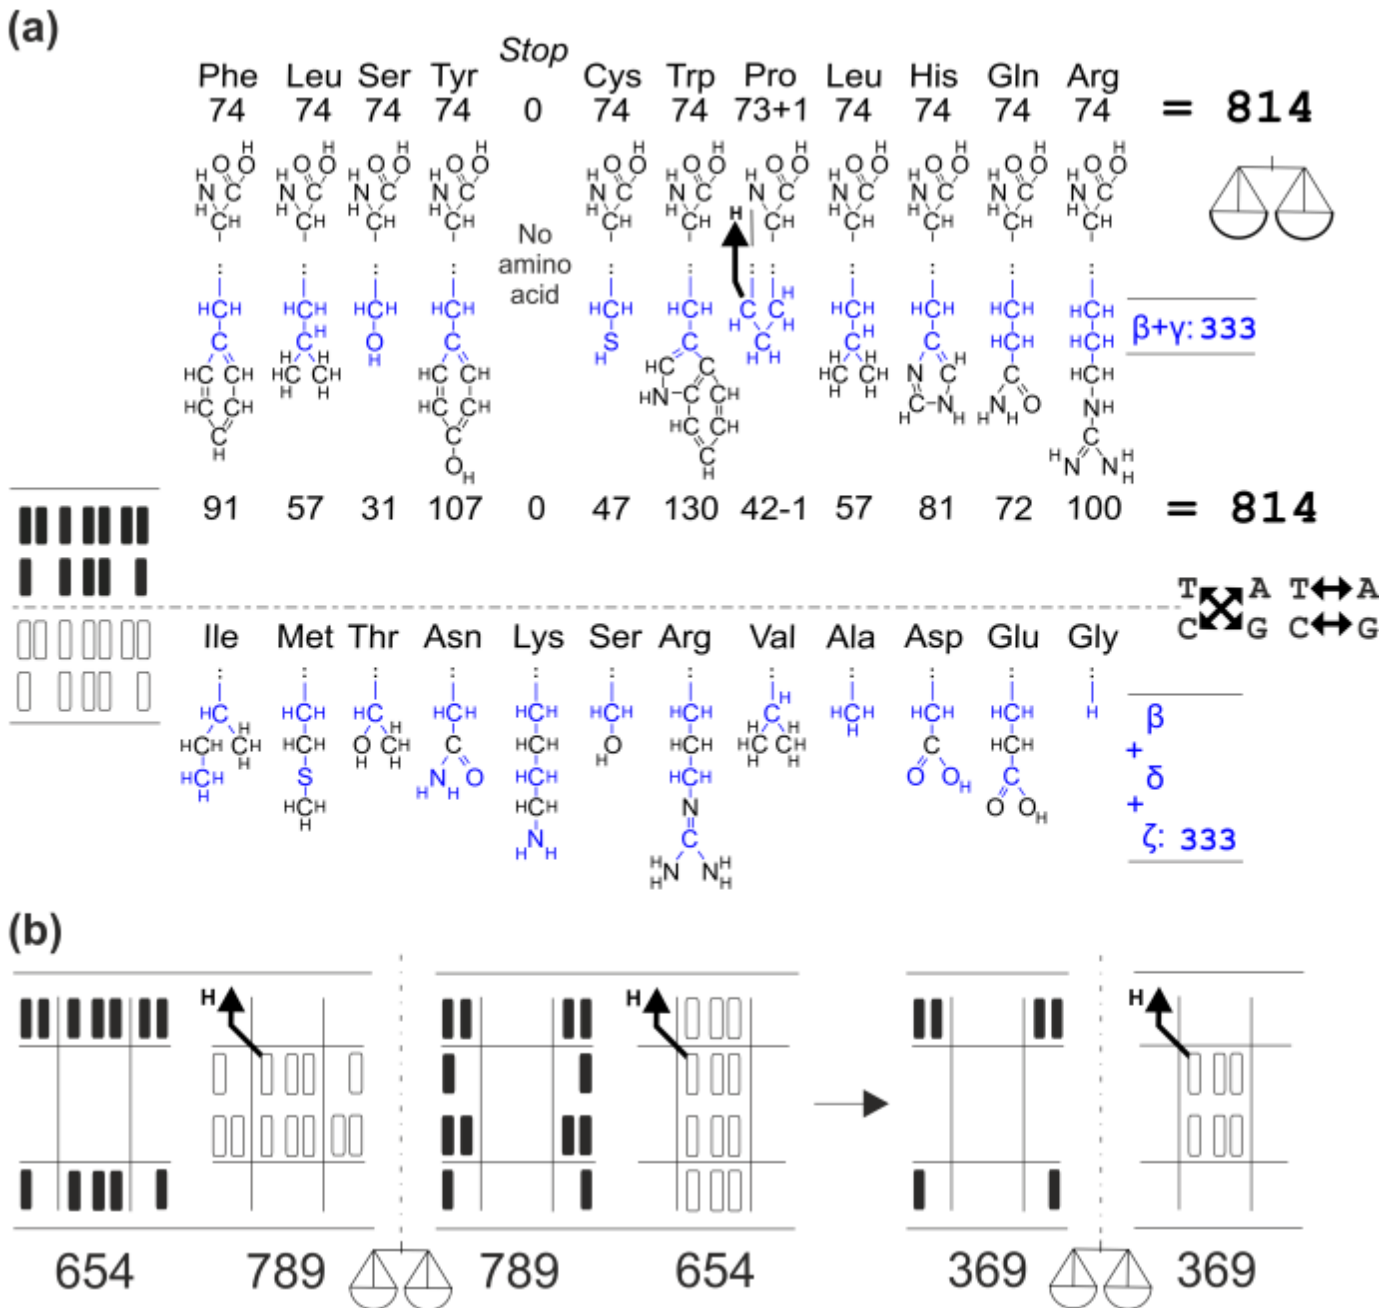 (a)
Stop
Phe Leu Ser Tyr Cys Trp Pro Leu His Gln Arg
74 74 74 74 0 74 74 73+1 74 74 74 74 = 814
No
amino
acid
H
β+γ: 333
91 57 31 107 0 47 130 42-1 57 81 72 100 = 814
T A T A
C G C G
Ile Met Thr Asn Lys Ser Arg Val Ala Asp Glu Gly
β
+
δ
+
ζ: 333
(b)
H H H
654 789 789 654 369 369